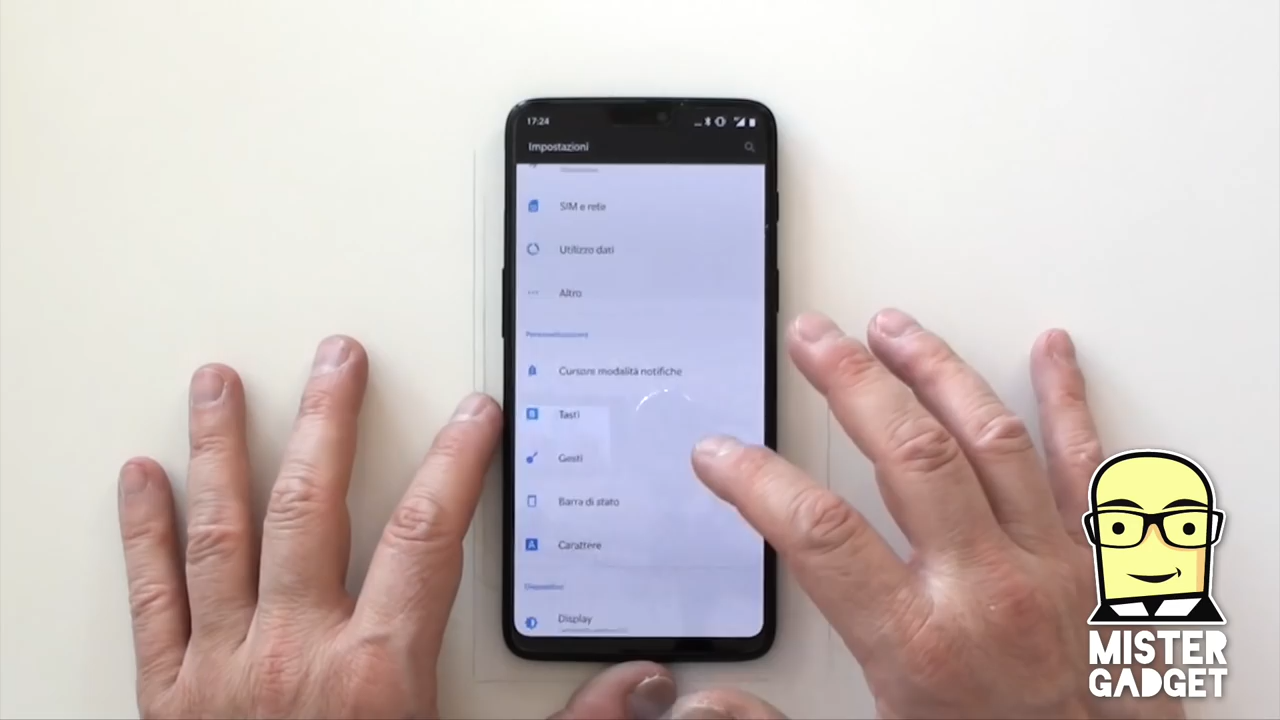 17:24
Impostazioni
SIM e rete
Utilizzo dati
Altro
Personalizzazione
Cursore modalità notifiche
Tasti
Gesti
Barra di stato
Carattere
Dispositivo
Display
MISTER
GADGET